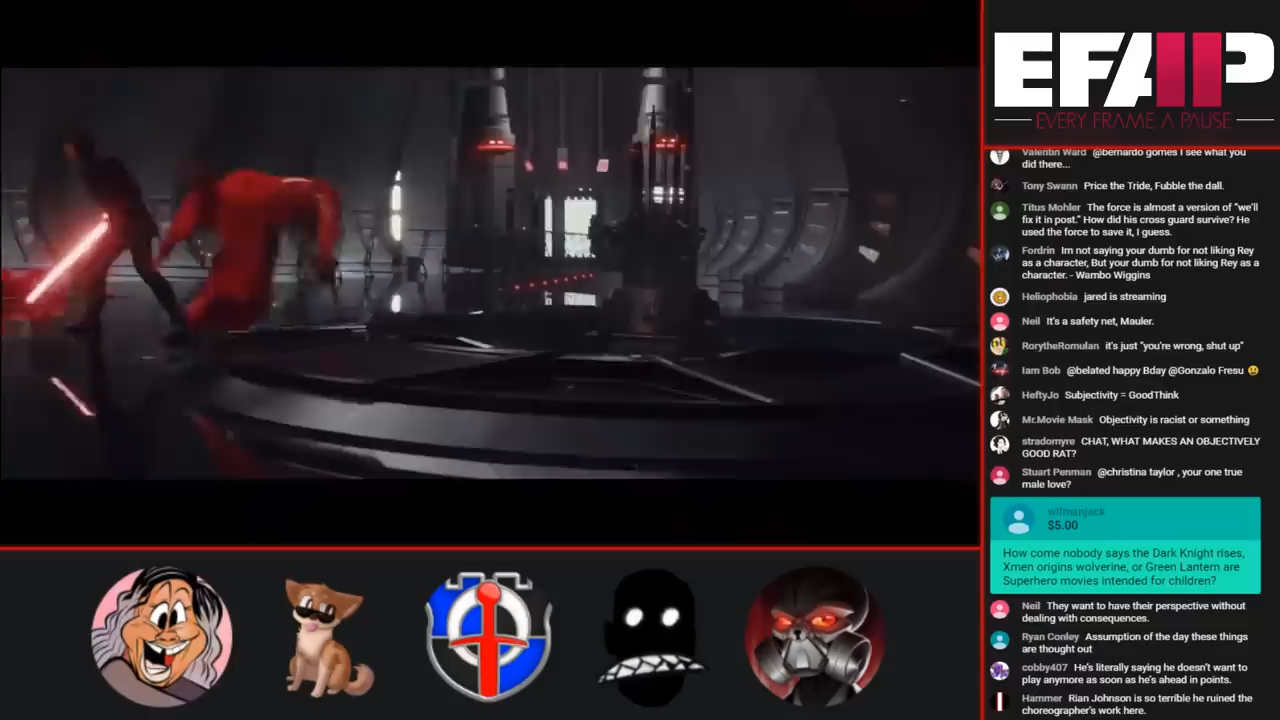 EFAP
EVERY FRAME A PAUSE
Valentin Ward @bernardo gomes I see what you
did there...
Tony Swann Price the Tride, Fubble the dall.
Titus Mohler The force is almost a version of "we'll
fix it in post." How did his cross guard survive? He
used the force to save it, I guess.
Fordrin Im not saying your dumb for not liking Rey
as a character, But your dumb for not liking Rey as a
character. - Wambo Wiggins
Heliophobia jared is streaming
Neil It's a safety net, Mauler.
RorytheRomulan it's just "you're wrong, shut up"
Iam Bob @belated happy Bday @Gonzalo Fresu 😃
HeftyJo Subjectivity = GoodThink
Mr.Movie Mask Objectivity is racist or something
stradomyre CHAT, WHAT MAKES AN OBJECTIVELY
GOOD RAT?
Stuart Penman @christina taylor , your one true
male love?
wlfmanjack
$5.00
How come nobody says the Dark Knight rises,
Xmen origins wolverine, or Green Lantern are
Superhero movies intended for children?
Neil They want to have their perspective without
dealing with consequences.
Ryan Conley Assumption of the day these things
are thought out
cobby407 He's literally saying he doesn't want to
play anymore as soon as he's ahead in points.
Hammer Rian Johnson is so terrible he ruined the
choreographer's work here.